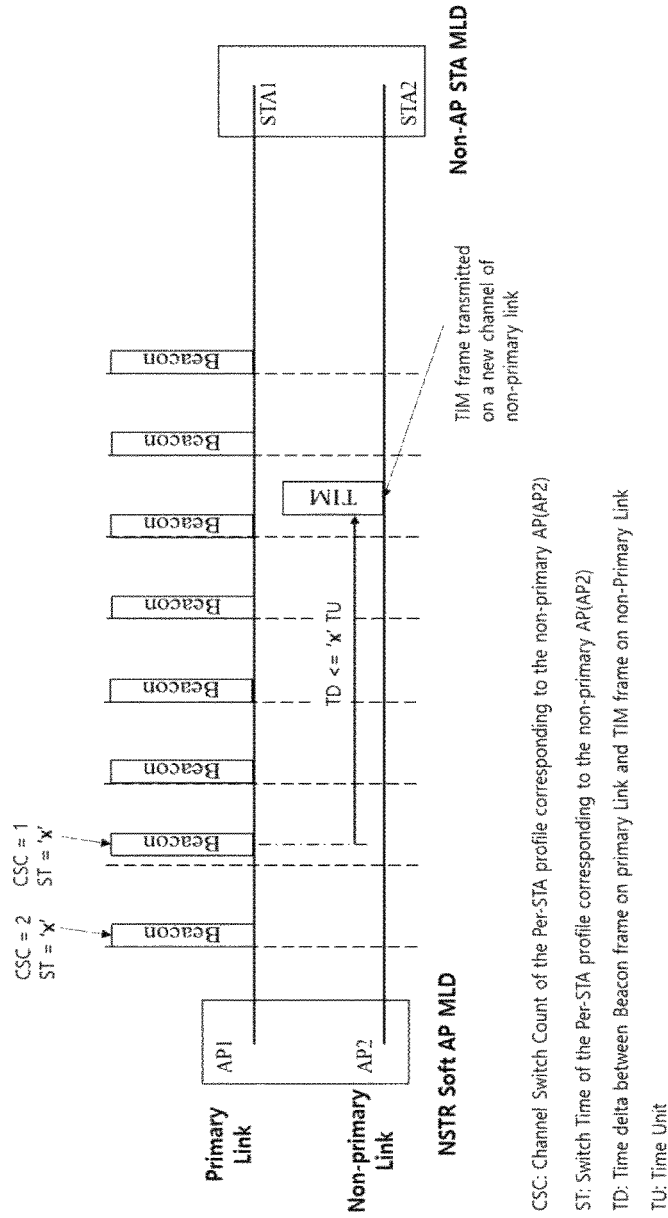 CSC = 2
ST = 'x'
CSC = 1
ST = 'x'
Beacon
Beacon
Beacon
Beacon
Beacon
Beacon
Beacon
Beacon
Primary
Link
AP1
STA1
TD <= 'x' TU
TIM
Non-primary
Link
AP2
STA2
NSTR Soft AP MLD
Non-AP STA MLD
TIM frame transmitted
on a new channel of
non-primary link
CSC: Channel Switch Count of the Per-STA profile corresponding to the non-primary AP(AP2)
ST: Switch Time of the Per-STA profile corresponding to the non-primary AP(AP2)
TD: Time delta between Beacon frame on primary Link and TIM frame on non-Primary Link
TU: Time Unit